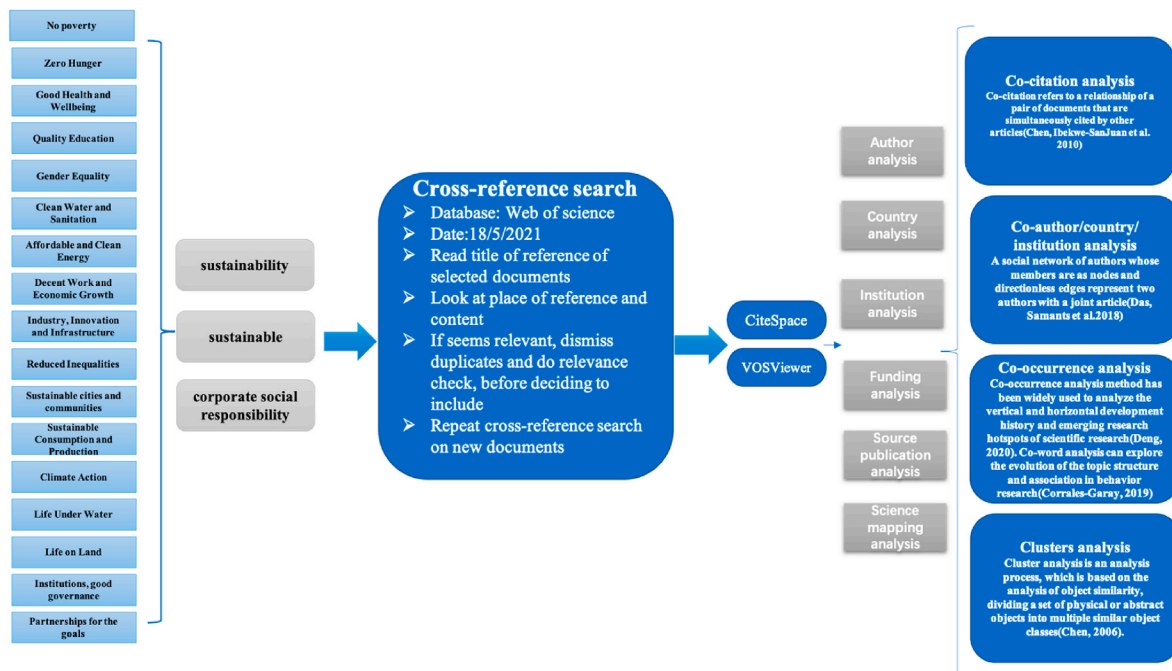 No poverty
Zero Hunger
Good Health and
Wellbeing
Quality Education
Gender Equality
Clean Water and
Sanitation
Affordable and Clean
Energy
Decent Work and
Economic Growth
Industry, Innovation
and Infrastructure
Reduced Inequalities
Sustainable cities and
communities
Sustainable
Consumption and
Production
Climate Action
Life Under Water
Life on Land
Institutions, good
governance
Partnerships for the
goals
sustainability
sustainable
corporate social
responsibility
Cross-reference search
➢ Database: Web of science
➢ Date:18/5/2021
➢ Read title of reference of
selected documents
➢ Look at place of reference and
content
➢ If seems relevant, dismiss
duplicates and do relevance
check, before deciding to
include
➢ Repeat cross-reference search
on new documents
CiteSpace
VOSViewer
Author
analysis
Country
analysis
Institution
analysis
Funding
analysis
Source
publication
analysis
Science
mapping
analysis
Co-citation analysis
Co-citation refers to a relationship of a
pair of documents that are
simultaneously cited by other
articles(Chen, Ibekwe-SanJuan et al.
2010)
Co-author/country/
institution analysis
A social network of authors whose
members are as nodes and
directionless edges represent two
authors with a joint article(Das,
Samants et al.2018)
Co-occurrence analysis
Co-occurrence analysis method has
been widely used to analyze the
vertical and horizontal development
history and emerging research
hotspots of scientific research(Deng,
2020). Co-word analysis can explore
the evolution of the topic structure
and association in behavior
research(Corrales-Garay, 2019)
Clusters analysis
Cluster analysis is an analysis
process, which is based on the
analysis of object similarity,
dividing a set of physical or abstract
objects into multiple similar object
classes(Chen, 2006).